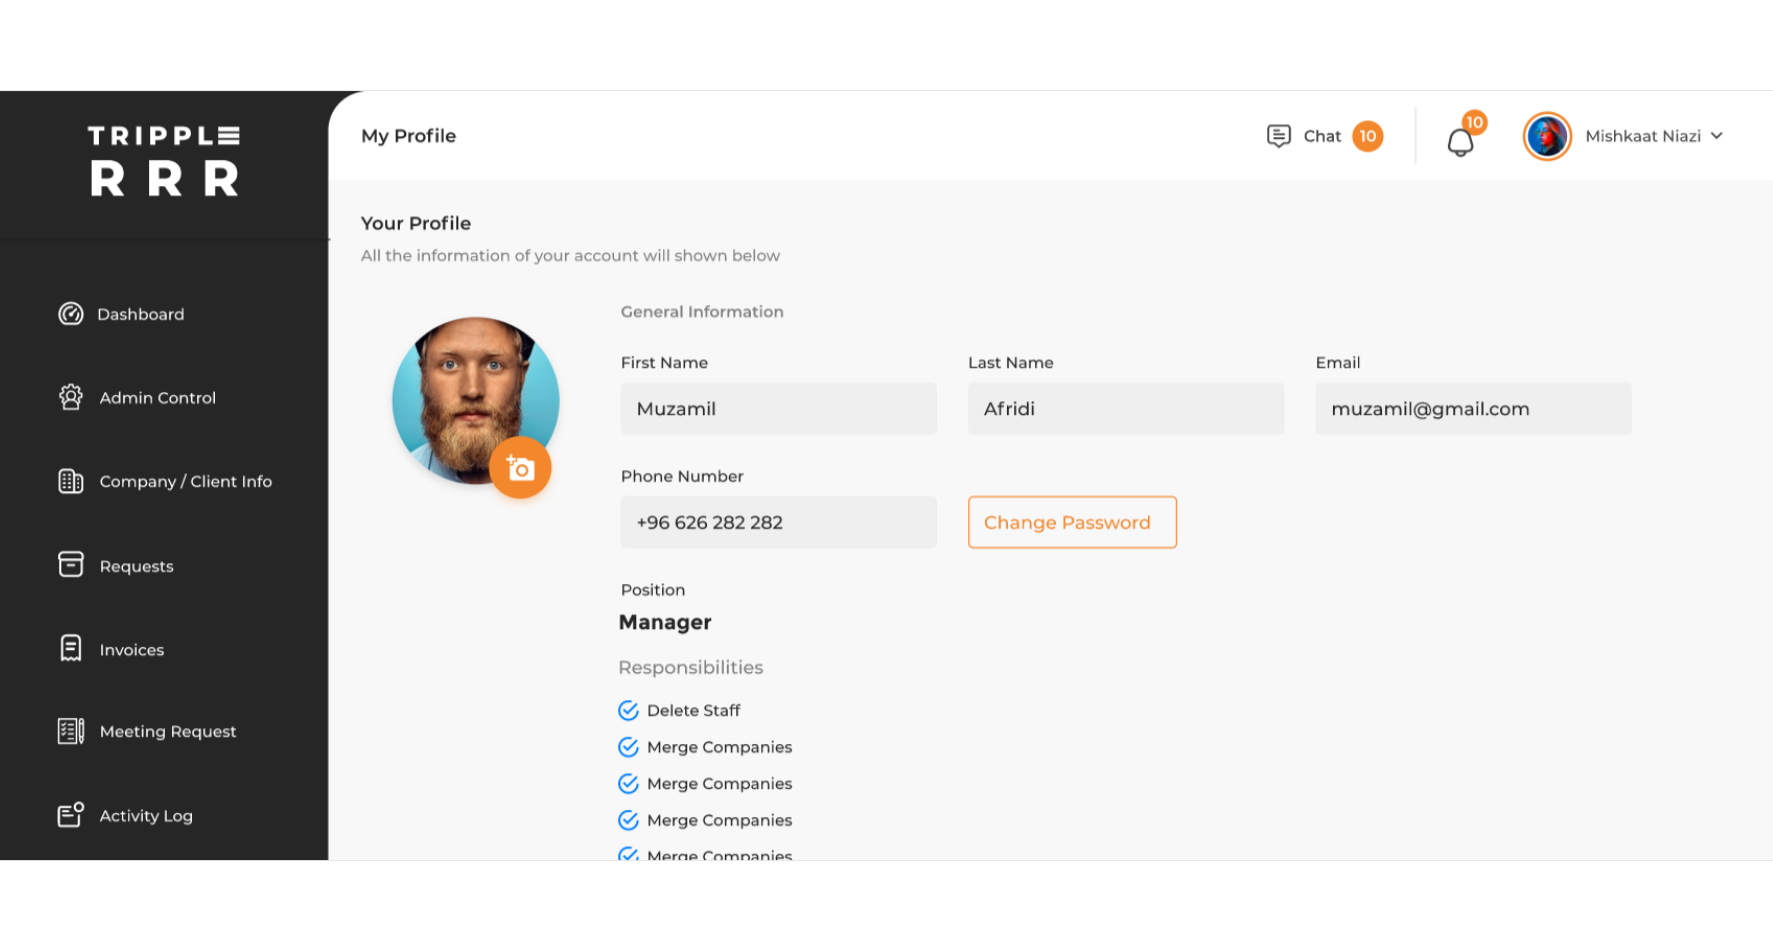 TRIPPLE
RRR
My Profile
Chat 10
10
Mishkaat Niazi
Your Profile
All the information of your account will shown below
Dashboard
Admin Control
Company / Client Info
Requests
Invoices
Meeting Request
Activity Log
General Information
First Name
Muzamil
Last Name
Afridi
Email
muzamil@gmail.com
Phone Number
+96 626 282 282
Change Password
Position
Manager
Responsibilities
Delete Staff
Merge Companies
Merge Companies
Merge Companies
Merge Companies